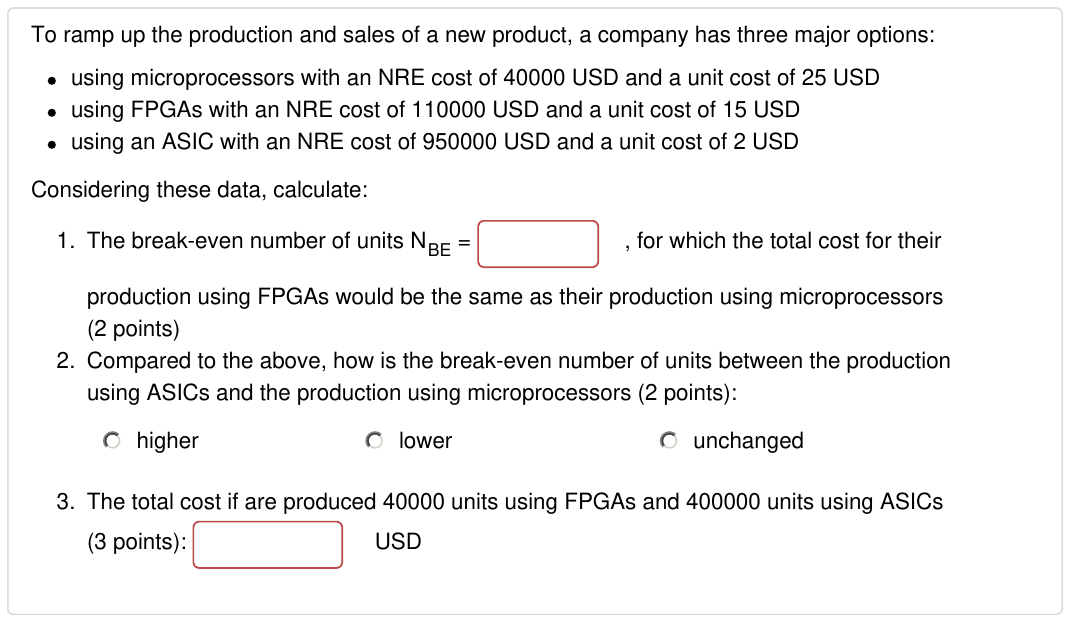 To ramp up the production and sales of a new product, a company has three major options:
• using microprocessors with an NRE cost of 40000 USD and a unit cost of 25 USD
• using FPGAs with an NRE cost of 110000 USD and a unit cost of 15 USD
• using an ASIC with an NRE cost of 950000 USD and a unit cost of 2 USD
Considering these data, calculate:
1. The break-even number of units NBE = , for which the total cost for their
production using FPGAs would be the same as their production using microprocessors
(2 points)
2. Compared to the above, how is the break-even number of units between the production
using ASICs and the production using microprocessors (2 points):
higher lower unchanged
3. The total cost if are produced 40000 units using FPGAs and 400000 units using ASICs
(3 points): USD